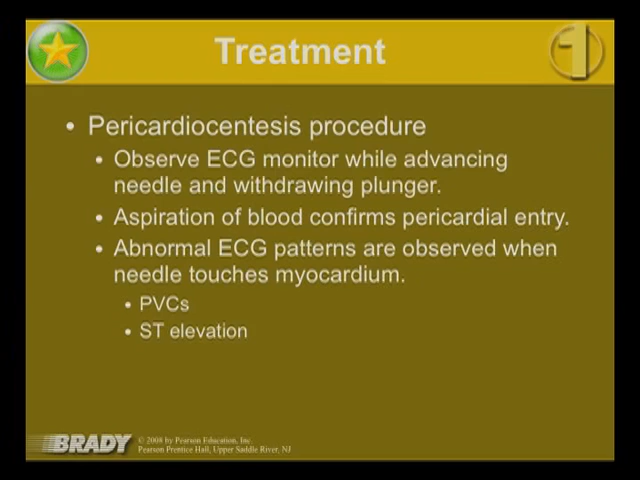 Treatment
1
• Pericardiocentesis procedure
• Observe ECG monitor while advancing
needle and withdrawing plunger.
• Aspiration of blood confirms pericardial entry.
• Abnormal ECG patterns are observed when
needle touches myocardium.
• PVCs
• ST elevation
BRADY
© 2008 by Pearson Education, Inc.
Pearson Prentice Hall, Upper Saddle River, NJ